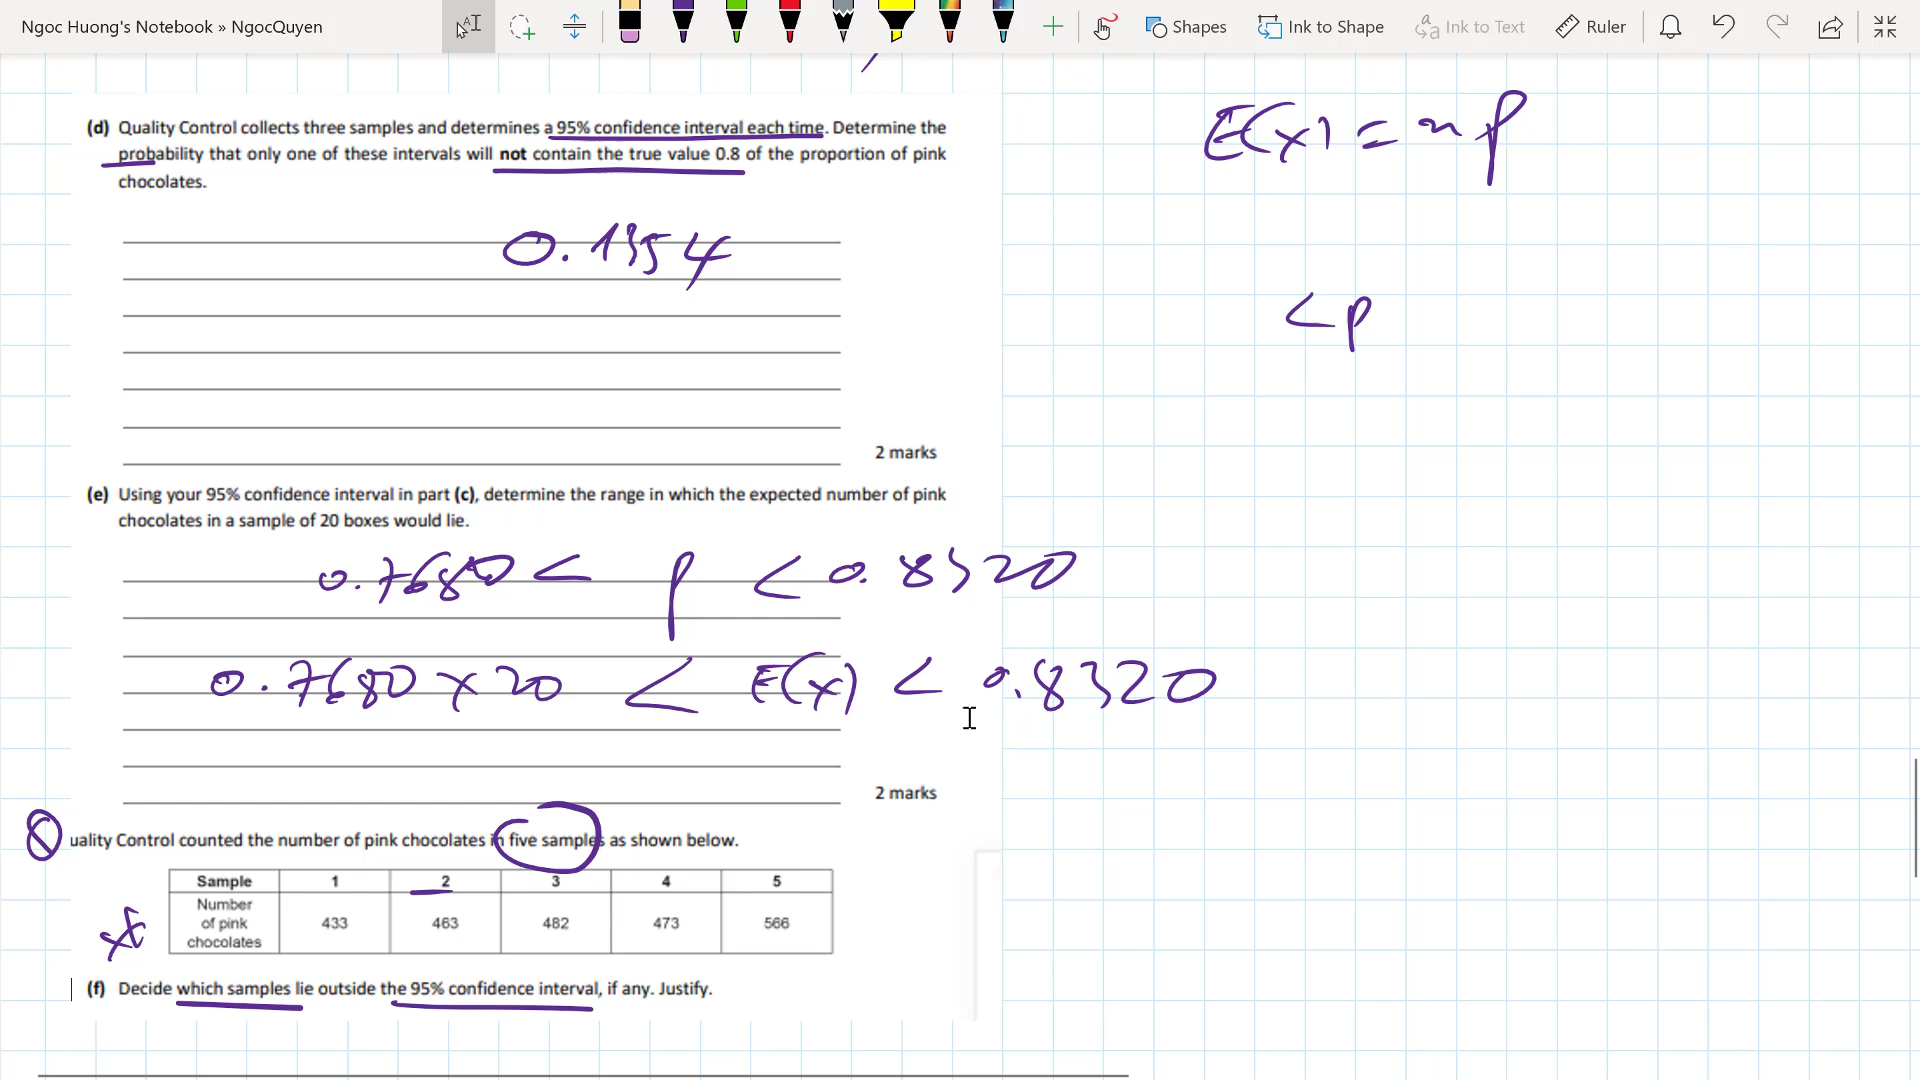 Ngoc Huong's Notebook » NgocQuyen
Shapes
Ink to Shape
Ink to Text
Ruler
E(x) = n p
(d) Quality Control collects three samples and determines a 95% confidence interval each time. Determine the
probability that only one of these intervals will not contain the true value 0.8 of the proportion of pink
chocolates.
0.1354
< p
2 marks
(e) Using your 95% confidence interval in part (c), determine the range in which the expected number of pink
chocolates in a sample of 20 boxes would lie.
0.7680 < p < 0.8320
0.7680 x 20 < E(x) < 0.8320
2 marks
uality Control counted the number of pink chocolates in five samples as shown below.
Sample 1 2 3 4 5
Number
of pink 433 463 482 473 566
chocolates
(f) Decide which samples lie outside the 95% confidence interval, if any. Justify.